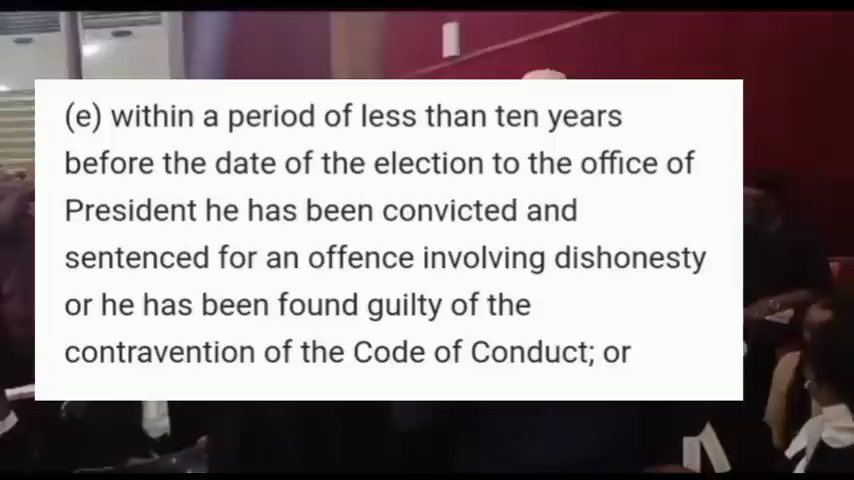 (e) within a period of less than ten years
before the date of the election to the office of
President he has been convicted and
sentenced for an offence involving dishonesty
or he has been found guilty of the
contravention of the Code of Conduct; or